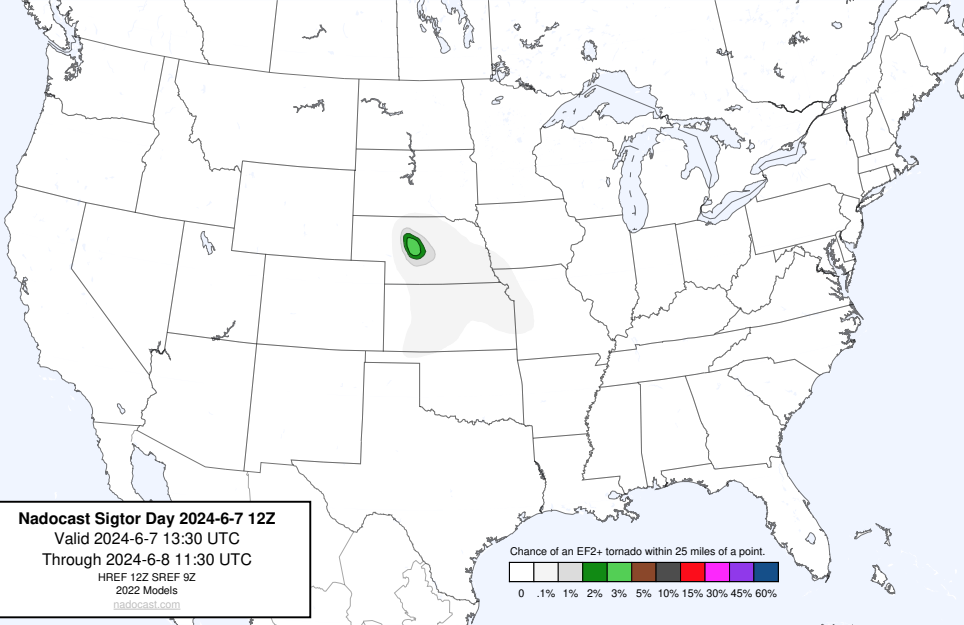 Nadocast Sigtor Day 2024-6-7 12Z
Valid 2024-6-7 13:30 UTC
Through 2024-6-8 11:30 UTC
HREF 12Z SREF 9Z
2022 Models
nadocast.com
Chance of an EF2+ tornado within 25 miles of a point.
0 .1% 1% 2% 3% 5% 10% 15% 30% 45% 60%